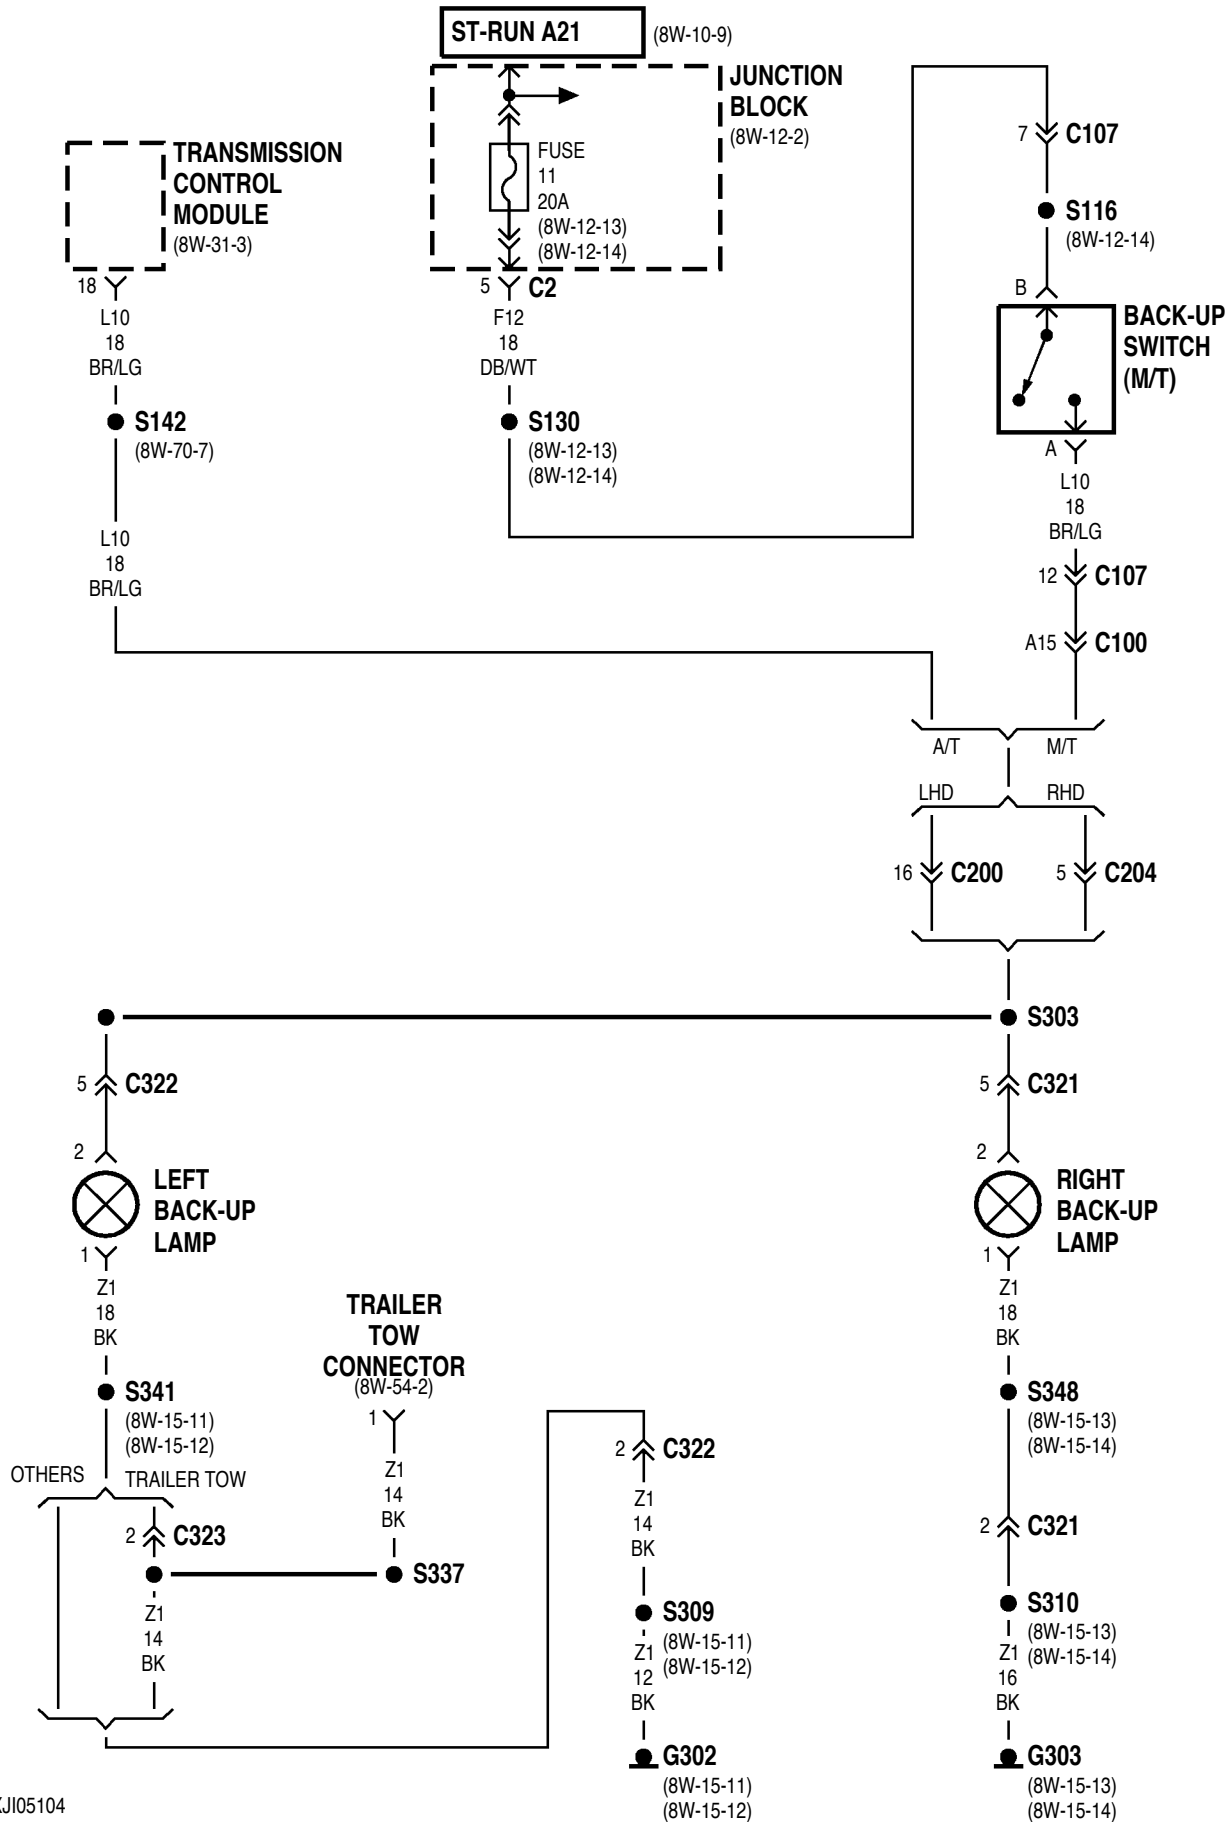 ST-RUN A21 (8W-10-9)
JUNCTION
BLOCK
(8W-12-2)
FUSE
11
20A
(8W-12-13)
(8W-12-14)
5 C2
F12
18
DB/WT
S130
(8W-12-13)
(8W-12-14)
TRANSMISSION
CONTROL
MODULE
(8W-31-3)
18
L10
18
BR/LG
S142
(8W-70-7)
L10
18
BR/LG
7 C107
S116
(8W-12-14)
B
BACK-UP
SWITCH
(M/T)
A
L10
18
BR/LG
12 C107
A15 C100
A/T M/T
LHD RHD
16 C200 5 C204
S303
5 C322
2
LEFT
BACK-UP
LAMP
1
Z1
18
BK
S341
(8W-15-11)
(8W-15-12)
OTHERS TRAILER TOW
2 C323
Z1
14
BK
TRAILER
TOW
CONNECTOR
(8W-54-2)
1
Z1
14
BK
S337
2 C322
Z1
14
BK
S309
(8W-15-11)
(8W-15-12)
Z1
12
BK
G302
(8W-15-11)
(8W-15-12)
5 C321
2
RIGHT
BACK-UP
LAMP
1
Z1
18
BK
S348
(8W-15-13)
(8W-15-14)
2 C321
S310
(8W-15-13)
(8W-15-14)
Z1
16
BK
G303
(8W-15-13)
(8W-15-14)
JI05104